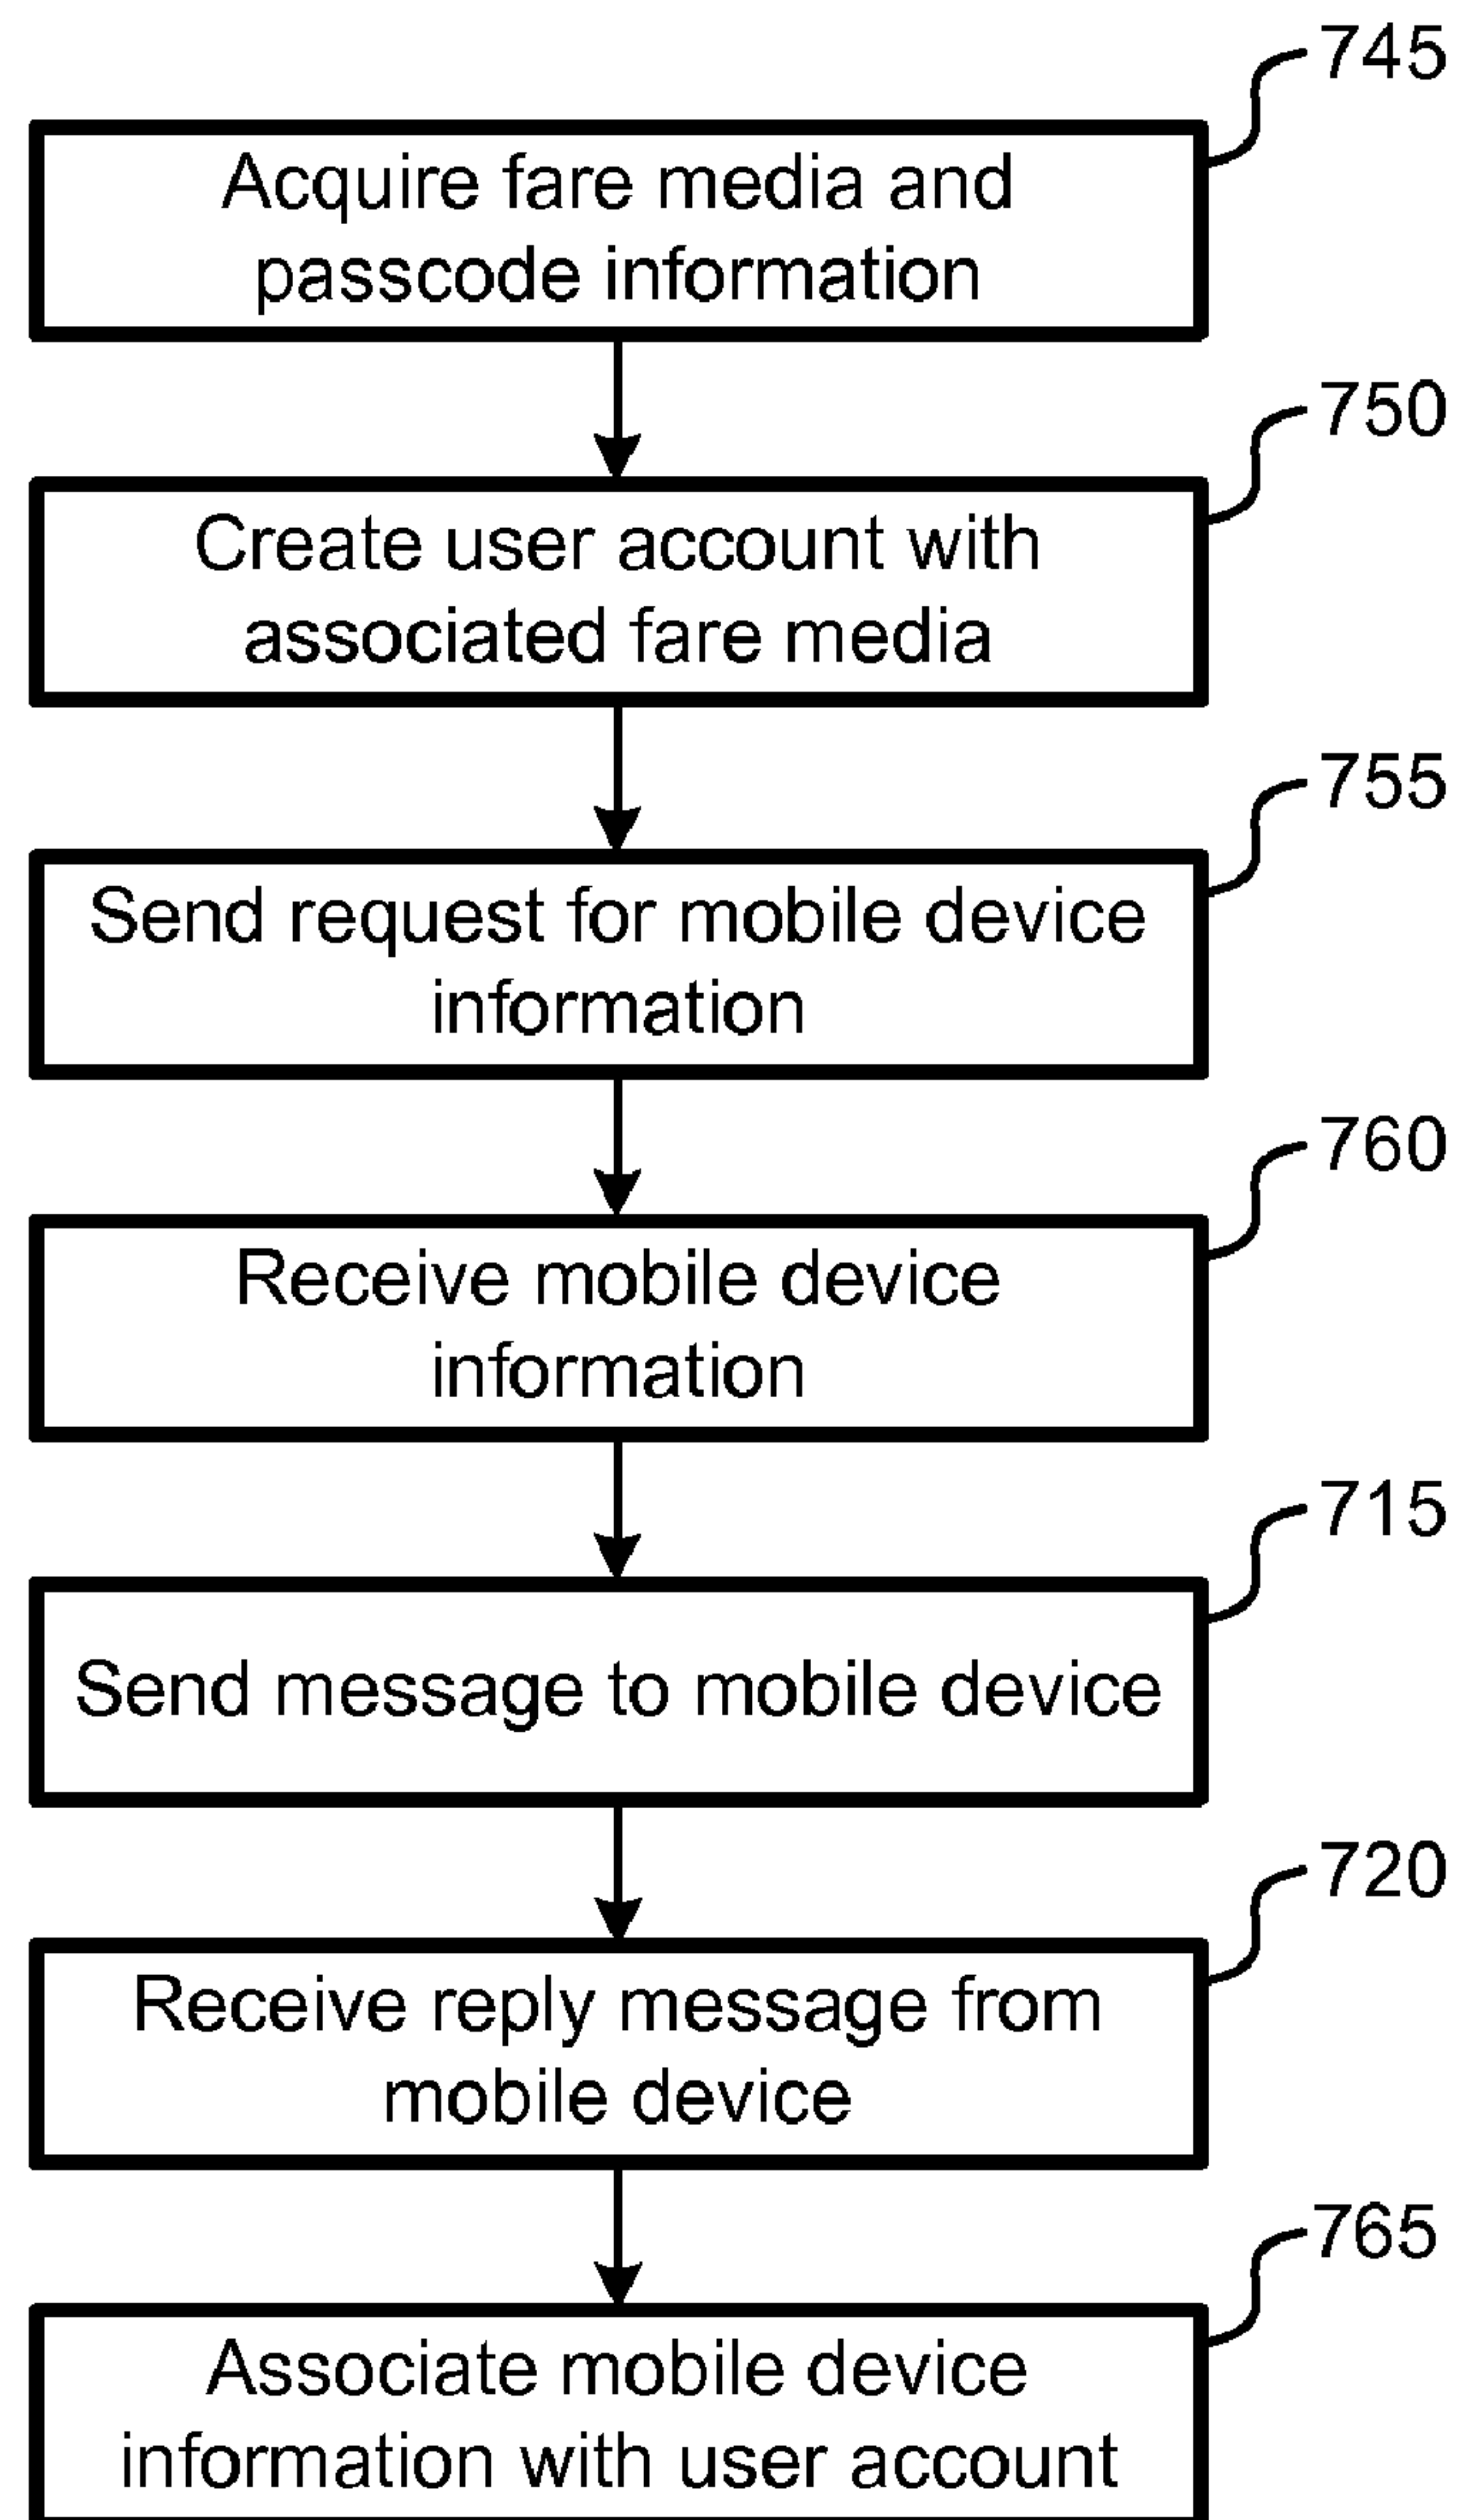 745
Acquire fare media and
passcode information
750
Create user account with
associated fare media
755
Send request for mobile device
information
760
Receive mobile device
information
715
Send message to mobile device
720
Receive reply message from
mobile device
765
Associate mobile device
information with user account